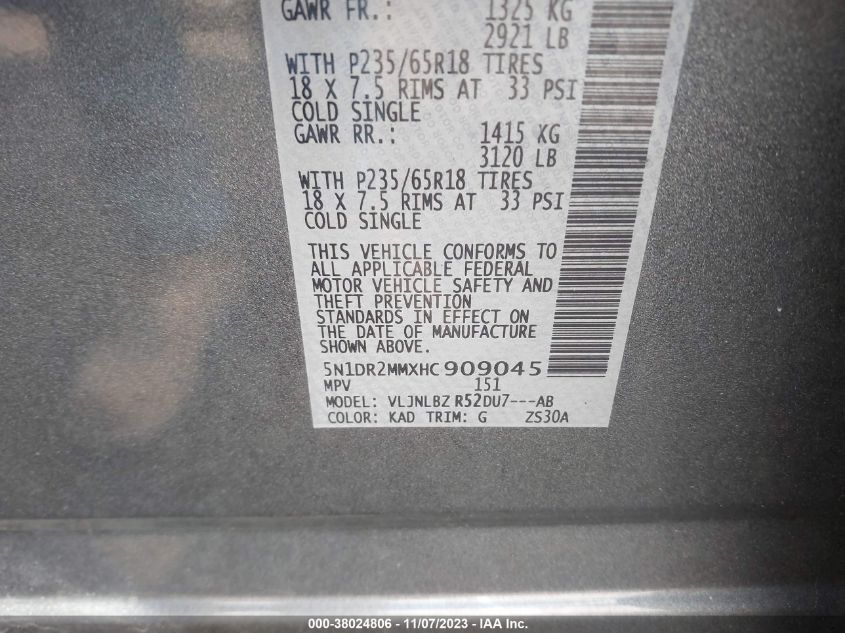 GAWR FR.: 1325 KG
2921 LB
WITH P235/65R18 TIRES
18 X 7.5 RIMS AT 33 PSI
COLD SINGLE
GAWR RR.: 1415 KG
3120 LB
WITH P235/65R18 TIRES
18 X 7.5 RIMS AT 33 PSI
COLD SINGLE
THIS VEHICLE CONFORMS TO
ALL APPLICABLE FEDERAL
MOTOR VEHICLE SAFETY AND
THEFT PREVENTION
STANDARDS IN EFFECT ON
THE DATE OF MANUFACTURE
SHOWN ABOVE.
5N1DR2MMXHC909045
MPV 151
MODEL: VLJNLBZ R52DU7---AB
COLOR: KAD TRIM: G ZS30A
000-38024806 - 11/07/2023 - IAA Inc.